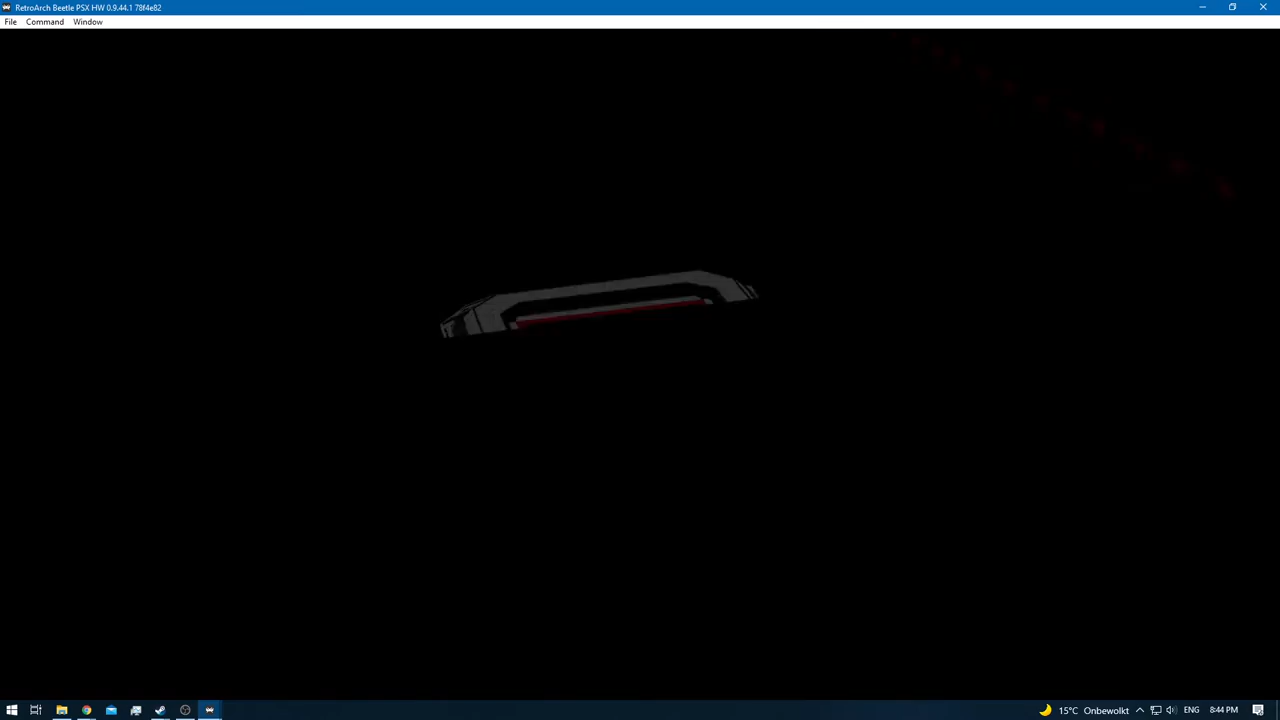 RetroArch Beetle PSX HW 0.9.44.1 78f4e82
File Command Window
15°C Onbewolkt ENG 8:44 PM